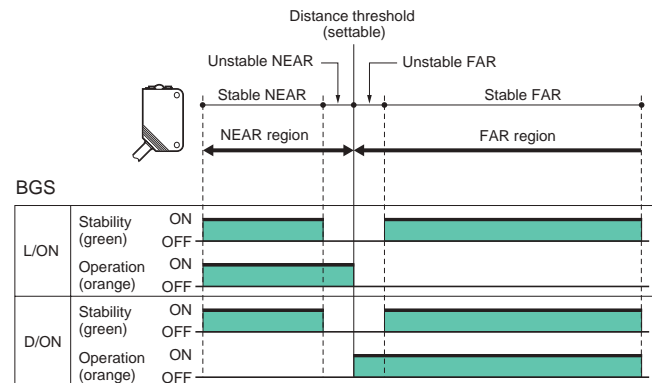 Distance threshold
(settable)
Unstable NEAR
Unstable FAR
Stable NEAR
Stable FAR
NEAR region
FAR region
BGS
L/ON
Stability
(green)
ON
OFF
Operation
(orange)
ON
OFF
D/ON
Stability
(green)
ON
OFF
Operation
(orange)
ON
OFF